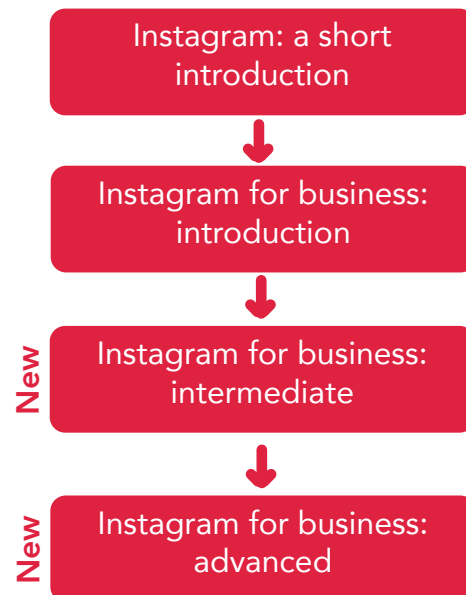 Instagram: a short
introduction
Instagram for business:
introduction
New
Instagram for business:
intermediate
New
Instagram for business:
advanced